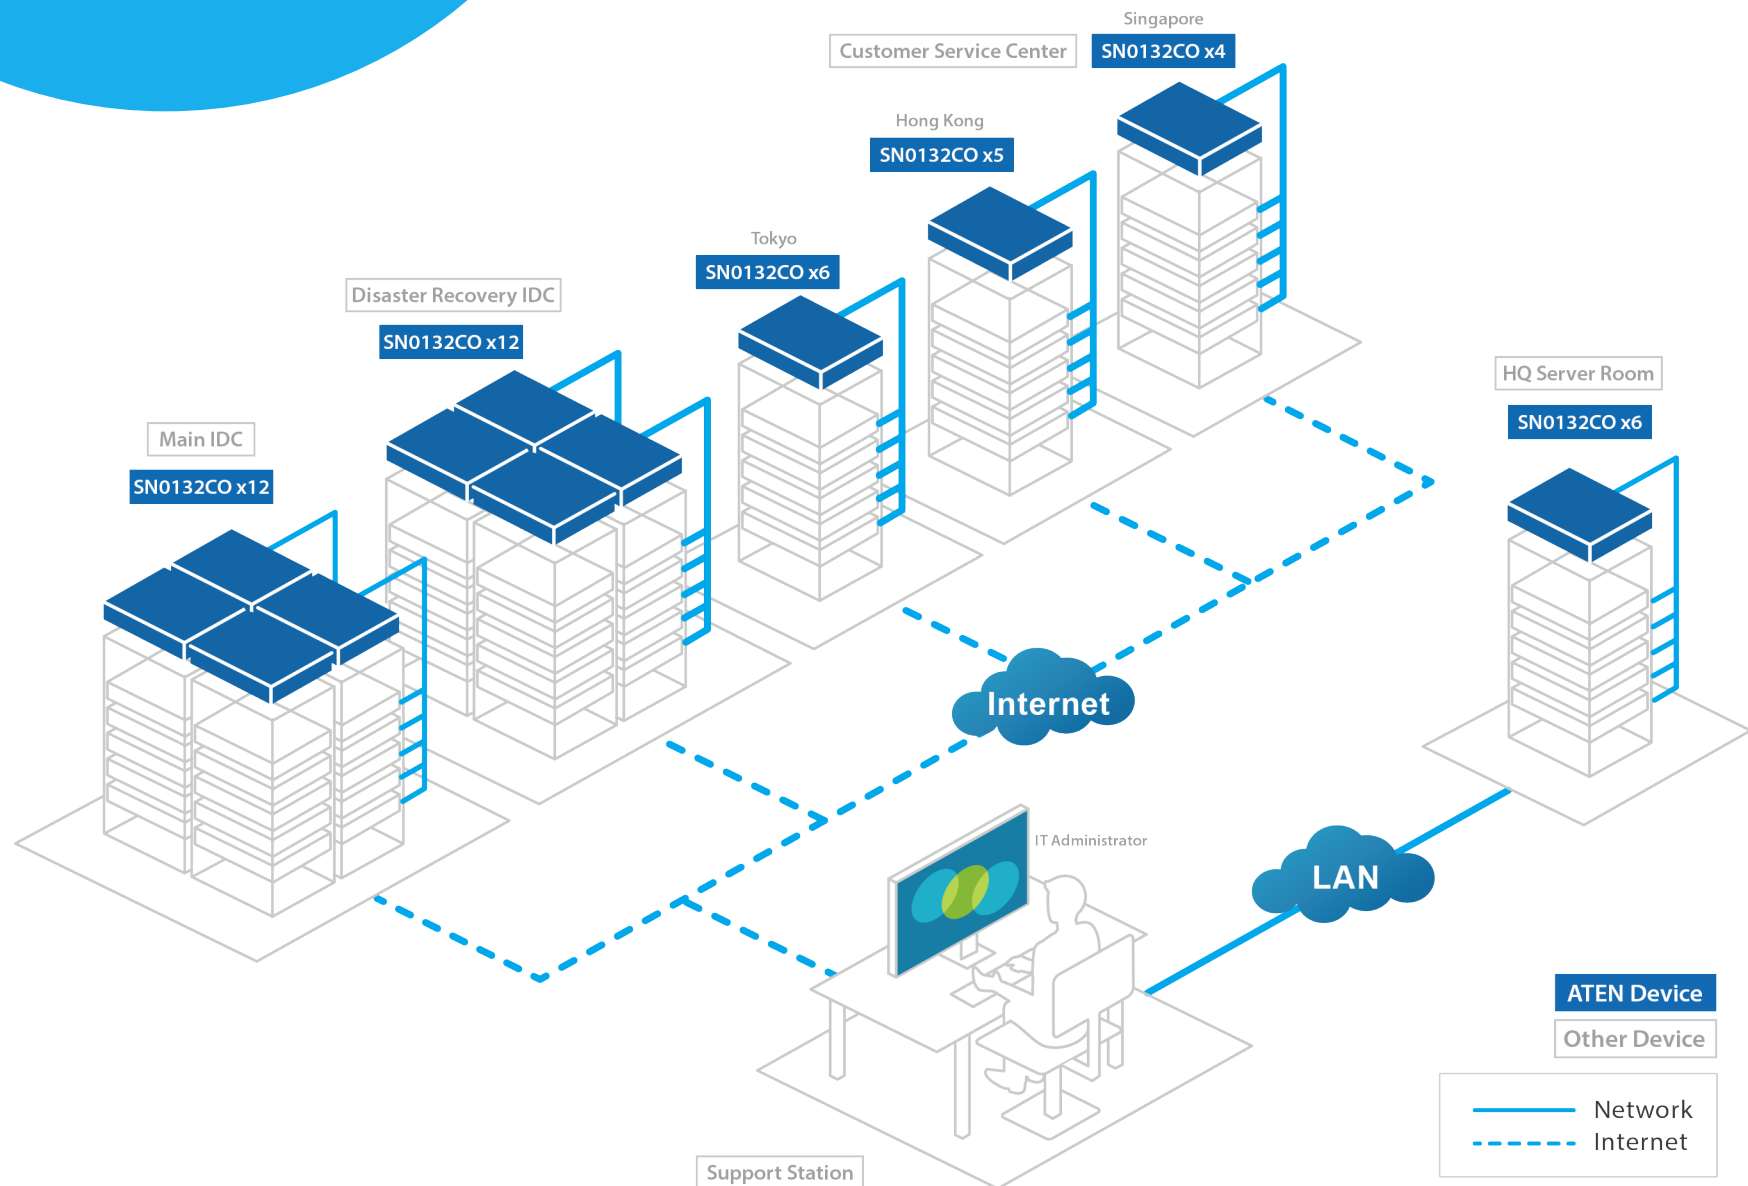 Singapore
Customer Service Center
SN0132CO x4
Hong Kong
SN0132CO x5
Tokyo
SN0132CO x6
Disaster Recovery IDC
SN0132CO x12
HQ Server Room
SN0132CO x6
Main IDC
SN0132CO x12
Internet
IT Administrator
LAN
ATEN Device
Other Device
Network
Internet
Support Station